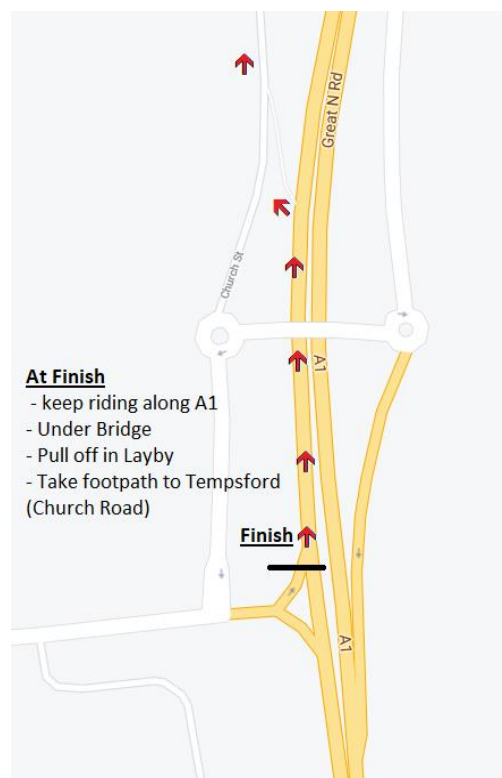 Great N Rd
Church St
A1
At Finish
- keep riding along A1
- Under Bridge
- Pull off in Layby
- Take footpath to Tempsford
(Church Road)
Finish
A1